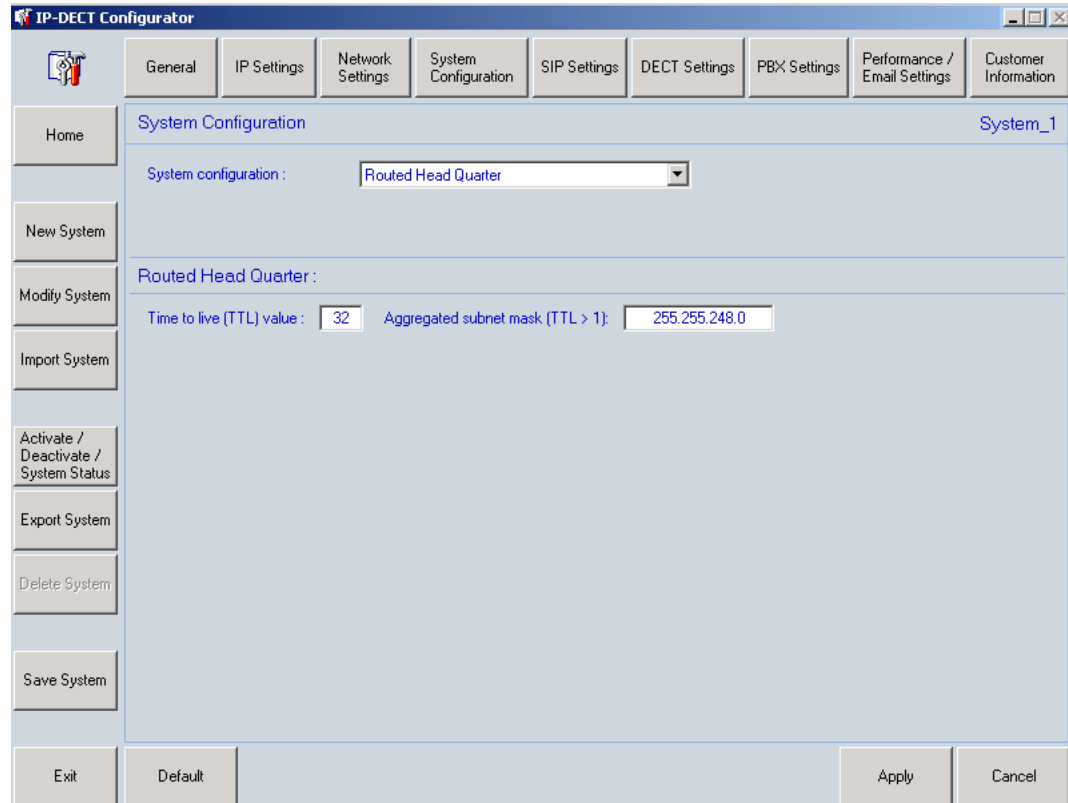 IP-DECT Configurator
General
IP Settings
Network
Settings
System
Configuration
SIP Settings
DECT Settings
PBX Settings
Performance /
Email Settings
Customer
Information
Home
New System
Modify System
Import System
Activate /
Deactivate /
System Status
Export System
Delete System
Save System
Exit
System Configuration
System_1
System configuration :
Routed Head Quarter
Routed Head Quarter :
Time to live (TTL) value :
32
Aggregated subnet mask (TTL > 1):
255.255.248.0
Default
Apply
Cancel